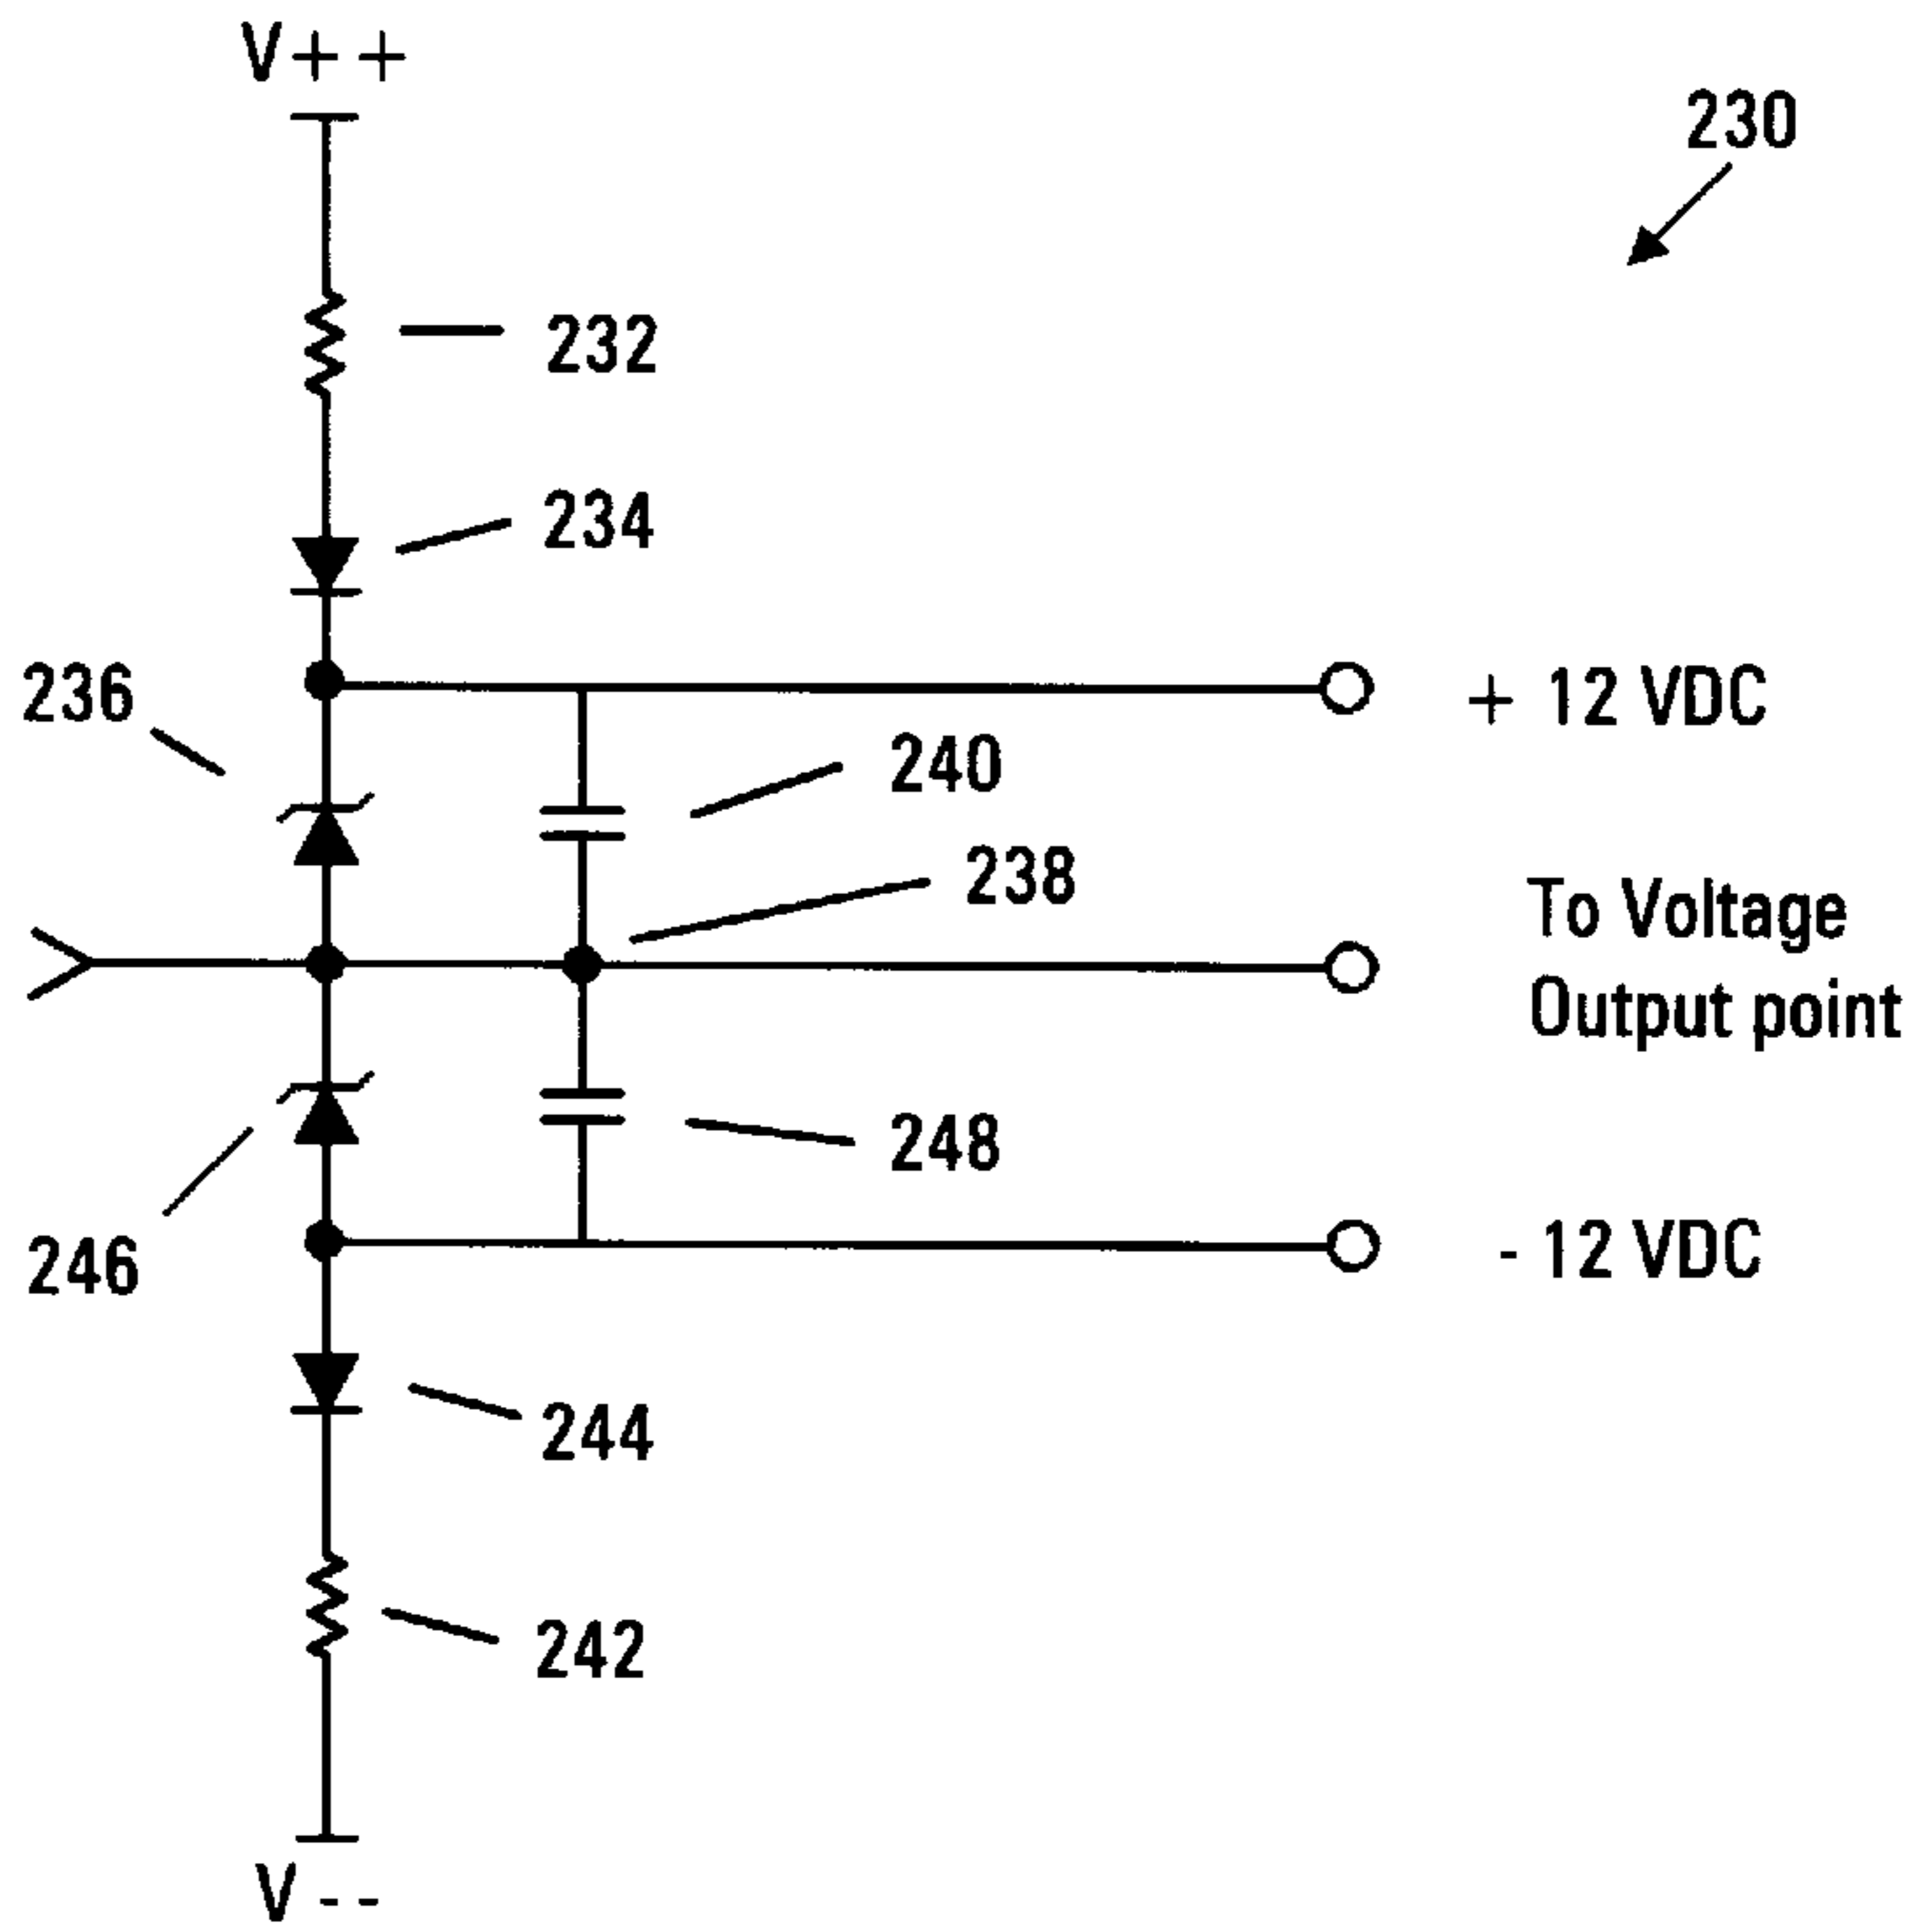 V++
230
232
234
236
+ 12 VDC
240
238
To Voltage
Output point
248
246
- 12 VDC
244
242
V--